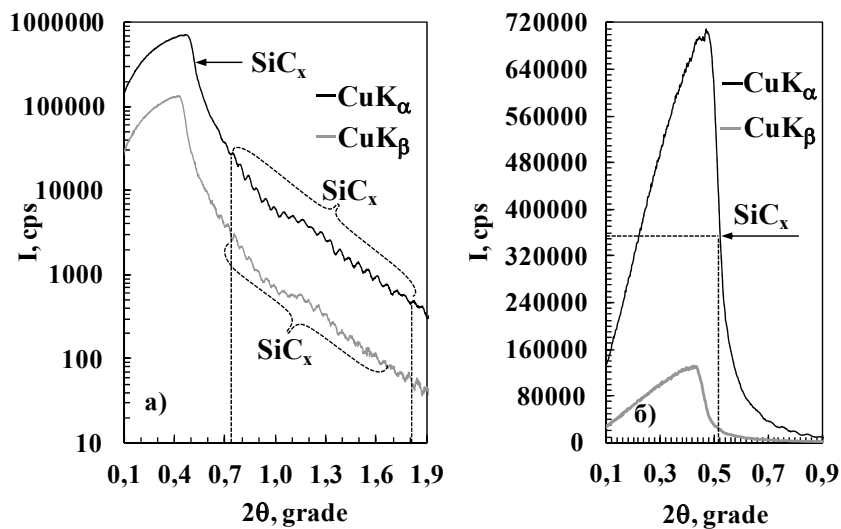 1000000
100000
10000
1000
100
10
I, cps
SiCₓ
CuKα
CuKβ
SiCₓ
SiCₓ
а)
0,1 0,4 0,7 1,0 1,3 1,6 1,9
2θ, grade
720000
640000
560000
480000
400000
320000
240000
160000
80000
0
I, cps
CuKα
CuKβ
SiCₓ
б)
0,1 0,3 0,5 0,7 0,9
2θ, grade